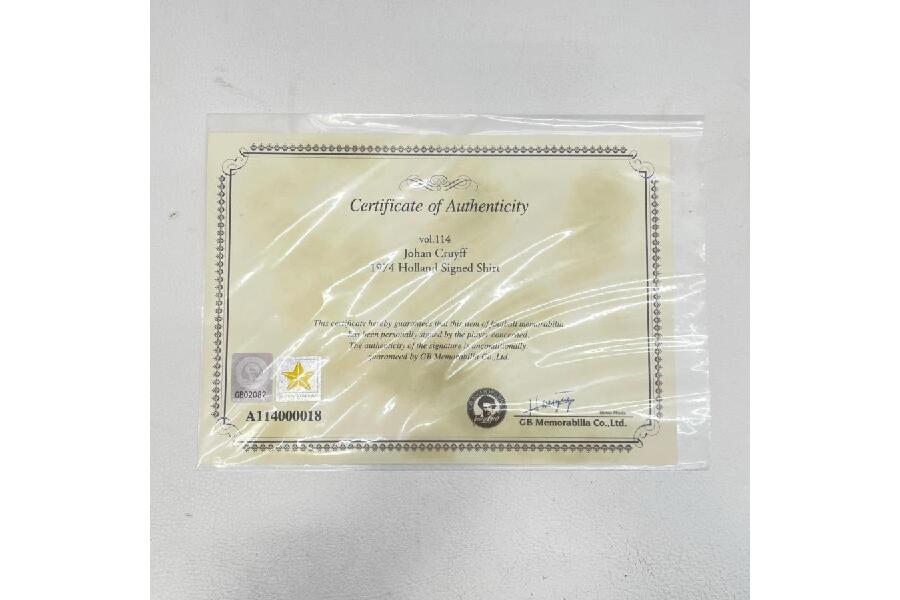 Certificate of Authenticity
vol.114
Johan Cruyff
1974 Holland Signed Shirt
This certificate hereby guarantees that this item of football memorabilia
has been personally signed by the player concerned.
The authenticity of the signature is unconditionally
guaranteed by GB Memorabilia Co.,Ltd.
GB02082
A114000018
GB Memorabilia Co.,Ltd.